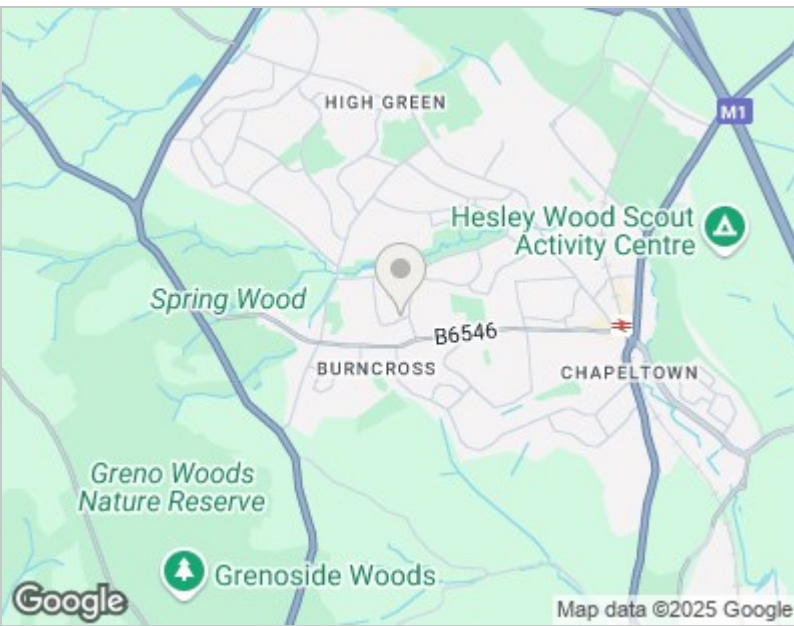 HIGH GREEN
M1
Hesley Wood Scout
Activity Centre
Spring Wood
B6546
BURNCROSS
CHAPELTOWN
Greno Woods
Nature Reserve
Grenoside Woods
Google
Map data ©2025 Google